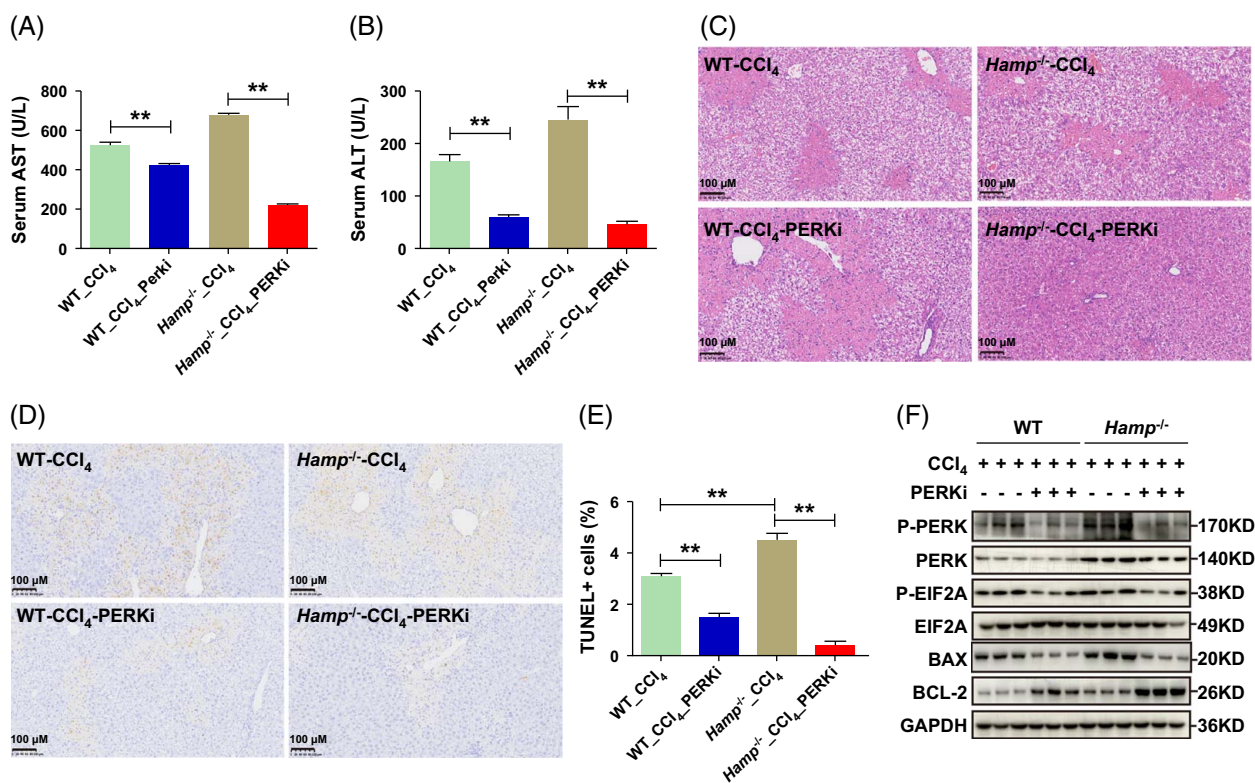 (A)
Serum AST (U/L)
800
600
400
200
0
**
**
WT_CCl₄
WT_CCl₄_Perki
Hamp⁻/⁻_CCl₄
Hamp⁻/⁻_CCl₄_PERKi
(B)
Serum ALT (U/L)
300
200
100
0
**
**
WT_CCl₄
WT_CCl₄_Perki
Hamp⁻/⁻_CCl₄
Hamp⁻/⁻_CCl₄_PERKi
(C)
WT-CCl₄
100 µM
Hamp⁻/⁻-CCl₄
100 µM
WT-CCl₄-PERKi
100 µM
Hamp⁻/⁻-CCl₄-PERKi
100 µM
(D)
WT-CCl₄
100 µM
Hamp⁻/⁻-CCl₄
100 µM
WT-CCl₄-PERKi
100 µM
Hamp⁻/⁻-CCl₄-PERKi
100 µM
(E)
TUNEL+ cells (%)
6
4
2
0
**
**
**
WT_CCl₄
WT_CCl₄_PERKi
Hamp⁻/⁻_CCl₄
Hamp⁻/⁻_CCl₄_PERKi
(F)
WT Hamp⁻/⁻
CCl₄ + + + + + + + + + + + +
PERKi - - - + + + - - - + + +
P-PERK -170KD
PERK -140KD
P-EIF2A -38KD
EIF2A -49KD
BAX -20KD
BCL-2 -26KD
GAPDH -36KD